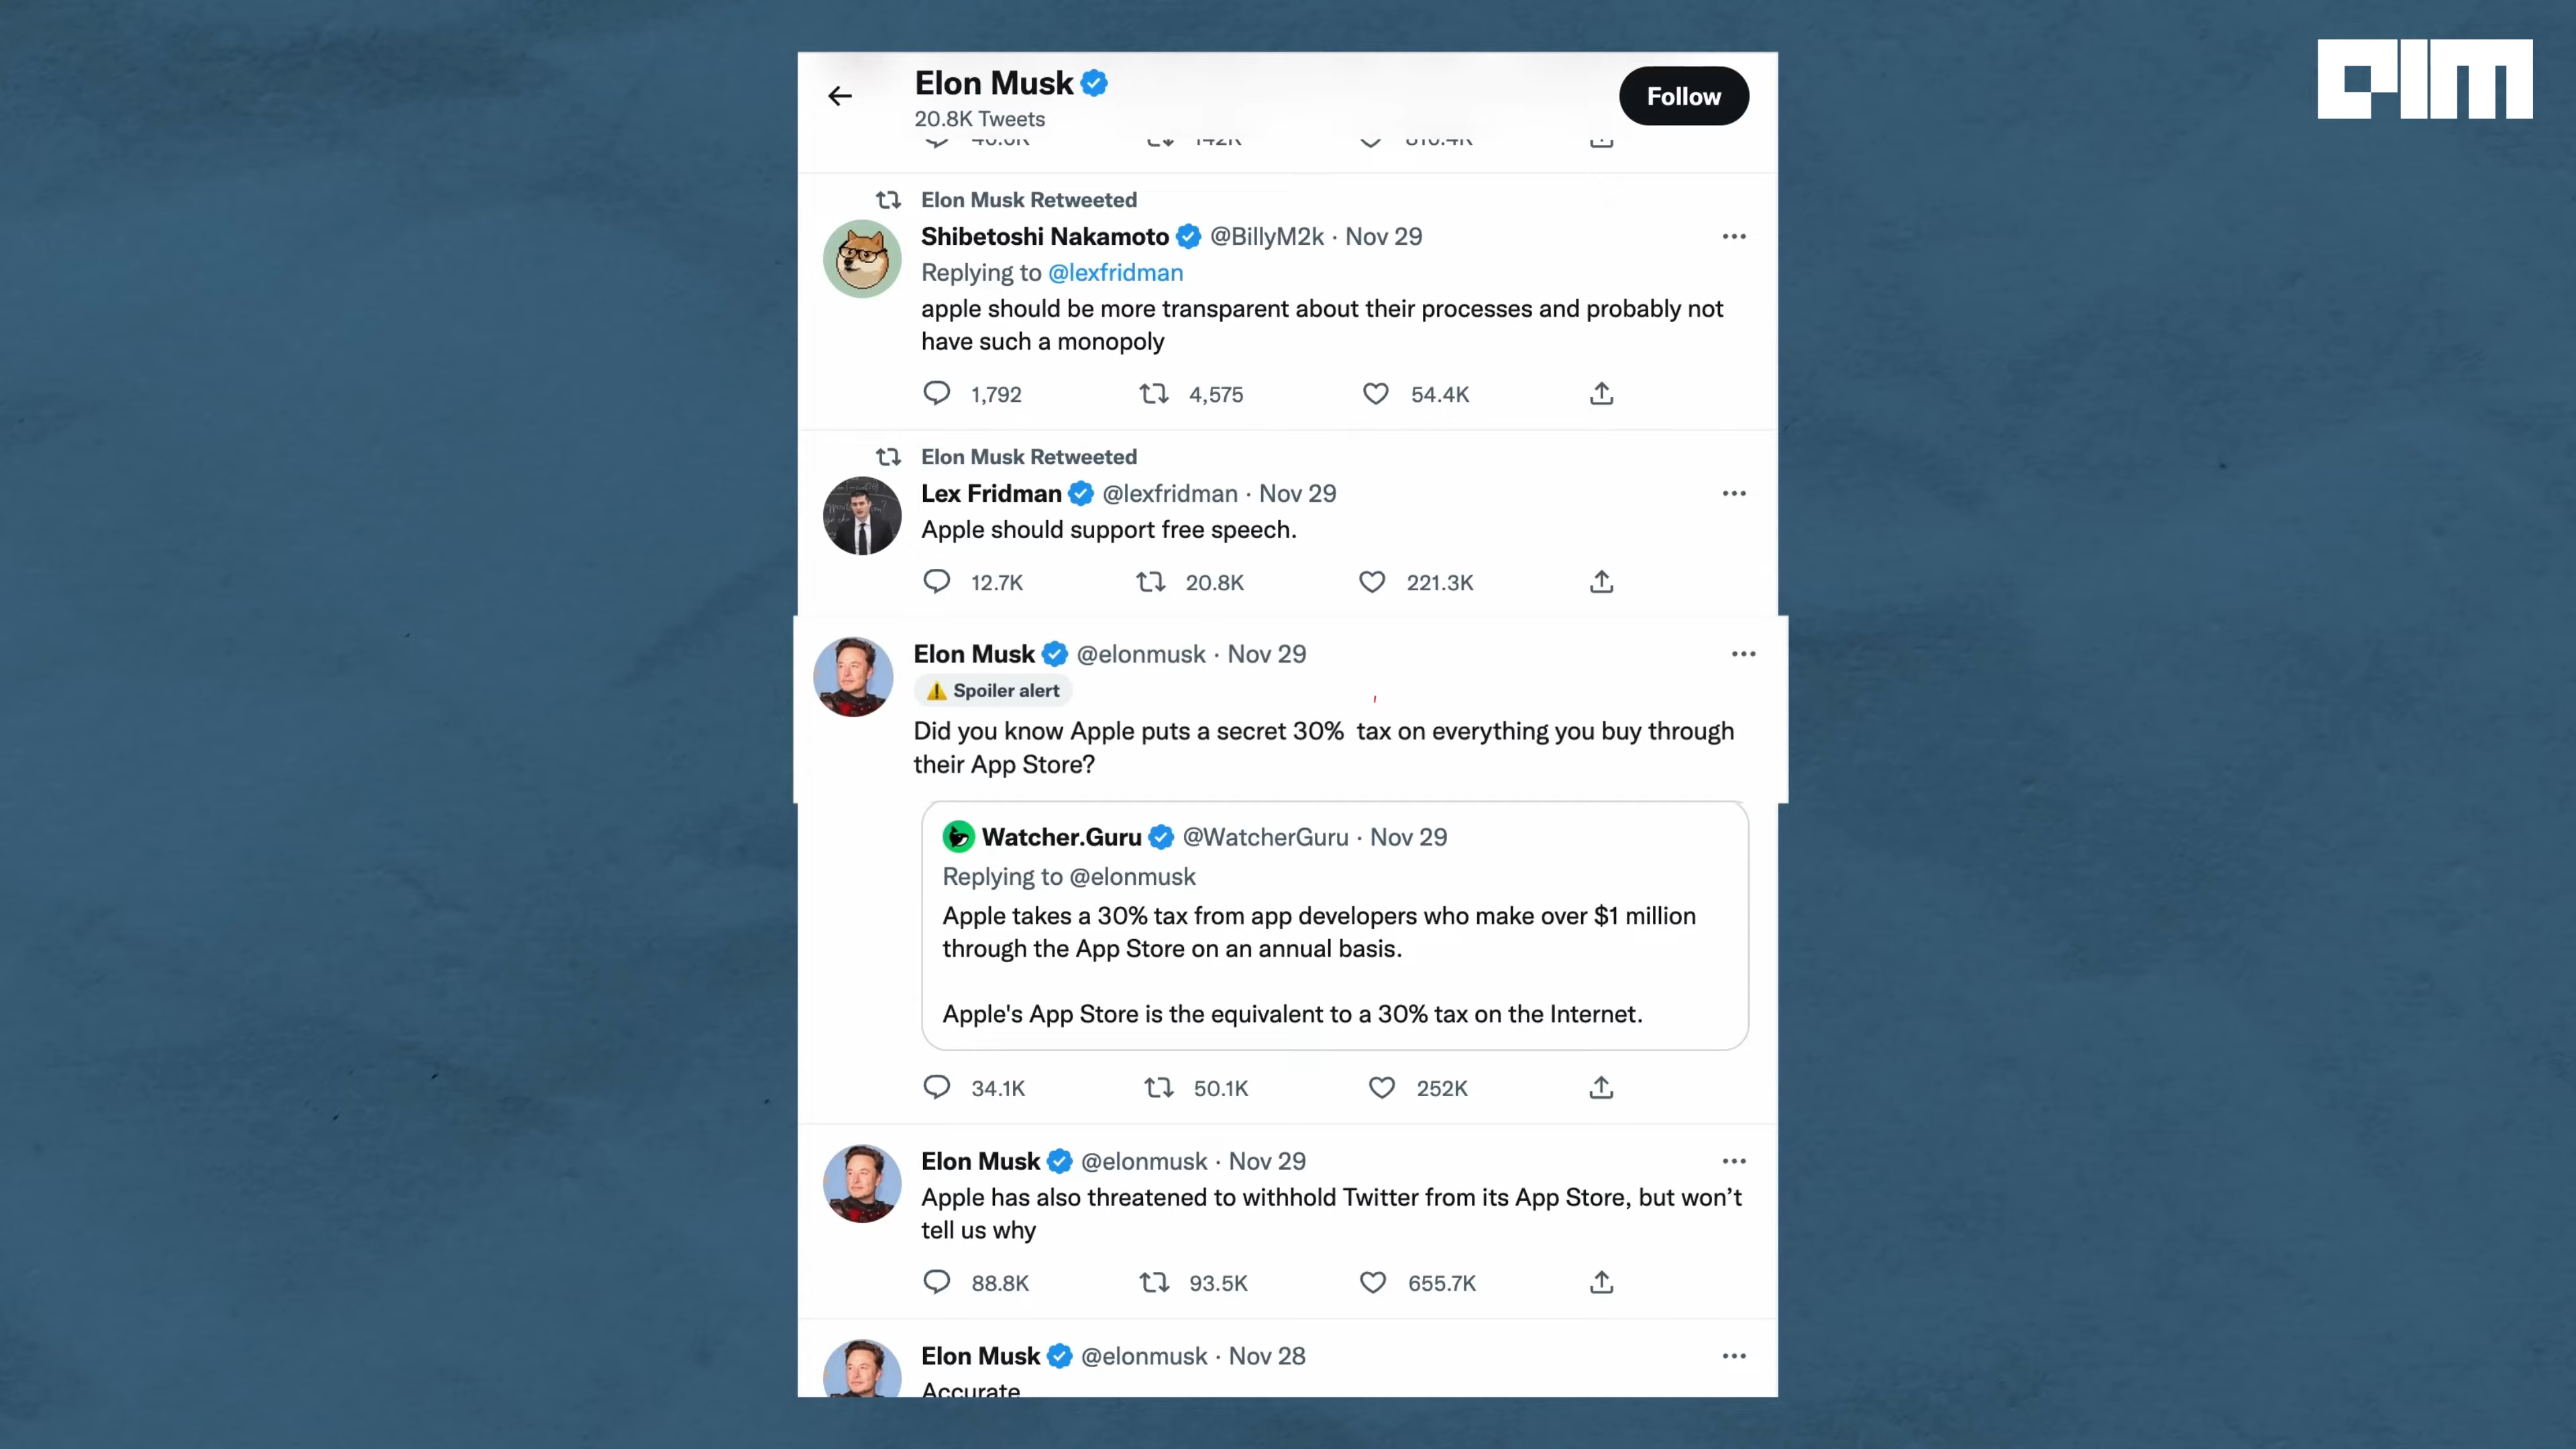 AIM
Elon Musk
20.8K Tweets
Follow
Elon Musk Retweeted
Shibetoshi Nakamoto @BillyM2k · Nov 29
Replying to @lexfridman
apple should be more transparent about their processes and probably not
have such a monopoly
1,792 4,575 54.4K
Elon Musk Retweeted
Lex Fridman @lexfridman · Nov 29
Apple should support free speech.
12.7K 20.8K 221.3K
Elon Musk @elonmusk · Nov 29
Spoiler alert
Did you know Apple puts a secret 30% tax on everything you buy through
their App Store?
Watcher.Guru @WatcherGuru · Nov 29
Replying to @elonmusk
Apple takes a 30% tax from app developers who make over $1 million
through the App Store on an annual basis.
Apple's App Store is the equivalent to a 30% tax on the Internet.
34.1K 50.1K 252K
Elon Musk @elonmusk · Nov 29
Apple has also threatened to withhold Twitter from its App Store, but won’t
tell us why
88.8K 93.5K 655.7K
Elon Musk @elonmusk · Nov 28
Accurate